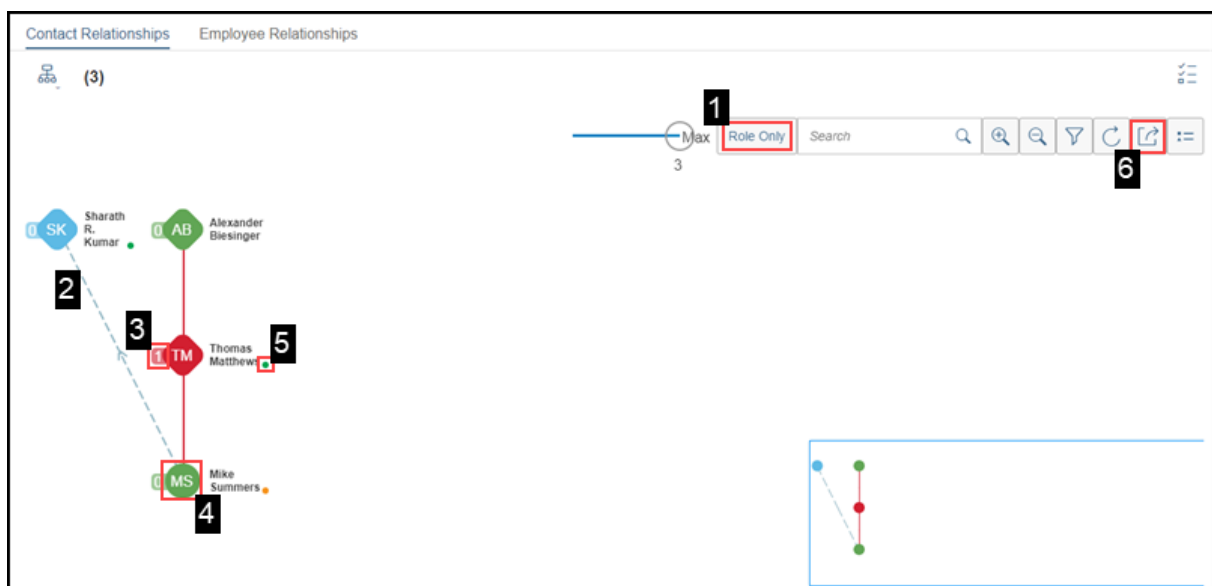 Contact Relationships Employee Relationships
(3)
1
Max Role Only Search
3
6
0 SK Sharath
R.
Kumar
0 AB Alexander
Biesinger
2
3
5
1 TM Thomas
Matthews
0 MS Mike
Summers
4